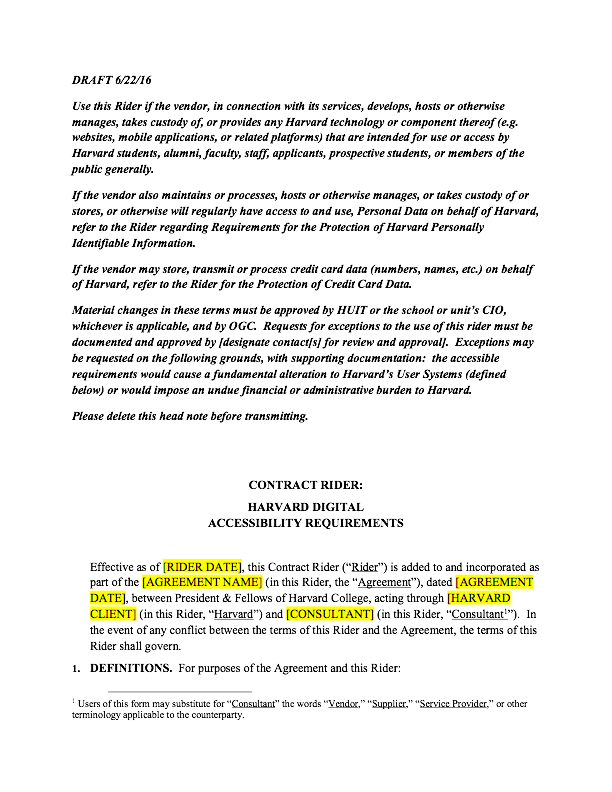 DRAFT 6/22/16
Use this Rider if the vendor, in connection with its services, develops, hosts or otherwise
manages, takes custody of, or provides any Harvard technology or component thereof (e.g.
websites, mobile applications, or related platforms) that are intended for use or access by
Harvard students, alumni, faculty, staff, applicants, prospective students, or members of the
public generally.
If the vendor also maintains or processes, hosts or otherwise manages, or takes custody of or
stores, or otherwise will regularly have access to and use, Personal Data on behalf of Harvard,
refer to the Rider regarding Requirements for the Protection of Harvard Personally
Identifiable Information.
If the vendor may store, transmit or process credit card data (numbers, names, etc.) on behalf
of Harvard, refer to the Rider for the Protection of Credit Card Data.
Material changes in these terms must be approved by HUIT or the school or unit's CIO,
whichever is applicable, and by OGC.  Requests for exceptions to the use of this rider must be
documented and approved by [designate contact[s] for review and approval].  Exceptions may
be requested on the following grounds, with supporting documentation:  the accessible
requirements would cause a fundamental alteration to Harvard's User Systems (defined
below) or would impose an undue financial or administrative burden to Harvard.
Please delete this head note before transmitting.
CONTRACT RIDER:
HARVARD DIGITAL
ACCESSIBILITY REQUIREMENTS
Effective as of [RIDER DATE], this Contract Rider ("Rider") is added to and incorporated as
part of the [AGREEMENT NAME] (in this Rider, the "Agreement"), dated [AGREEMENT
DATE], between President & Fellows of Harvard College, acting through [HARVARD
CLIENT] (in this Rider, "Harvard") and [CONSULTANT] (in this Rider, "Consultant¹").  In
the event of any conflict between the terms of this Rider and the Agreement, the terms of this
Rider shall govern.
1. DEFINITIONS.  For purposes of the Agreement and this Rider:
¹ Users of this form may substitute for "Consultant" the words "Vendor," "Supplier," "Service Provider," or other
terminology applicable to the counterparty.